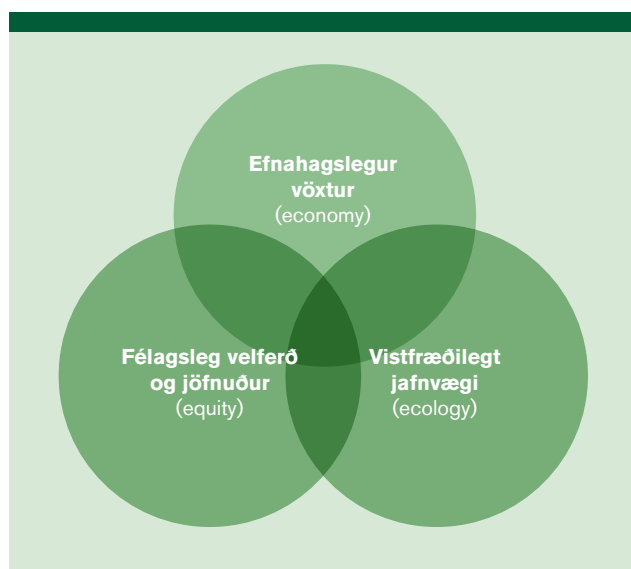 Efnahagslegur
vöxtur
(economy)
Félagsleg velferð
og jöfnuður
(equity)
Vistfræðilegt
jafnvægi
(ecology)